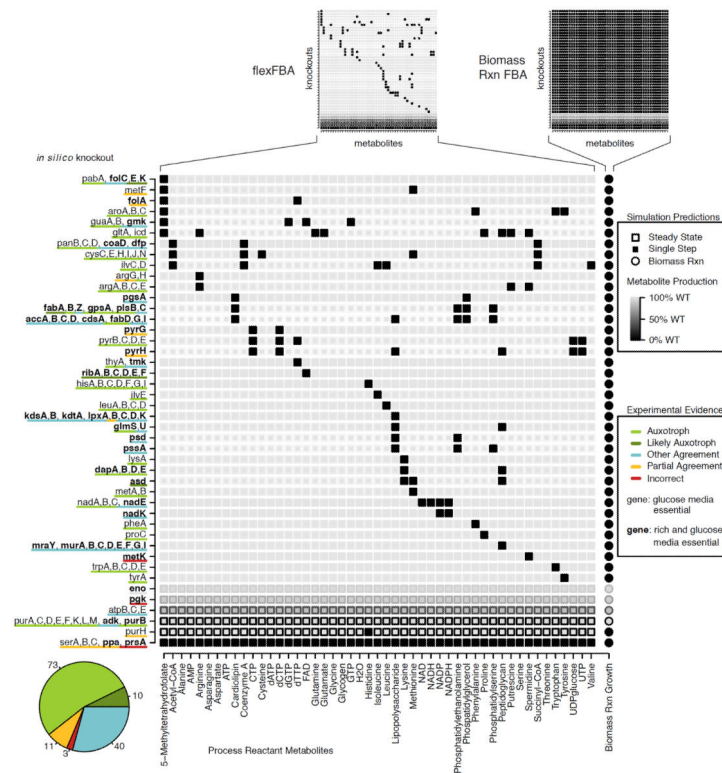 flexFBA
knockouts
metabolites
Biomass
Rxn FBA
knockouts
metabolites
in silico knockout
pabA, folC,E,K
metF
folA
aroA,B,C
guaA,B, gmk
gltA, icd
panB,C,D, coaD, dfp
cysC,E,H,I,J,N
ilvC,D
argG,H
argA,B,C,E
pgsA
fabA,B,Z, gpsA, plsB,C
accA,B,C,D, cdsA, fabD,G,I
pyrG
pyrB,C,D,E
pyrH
thyA, tmk
ribA,B,C,D,E,F
hisA,B,C,D,F,G,I
ilvE
leuA,B,C,D
kdsA,B, kdtA, lpxA,B,C,D,K
glmS,U
psd
pssA
lysA
dapA,B,D,E
asd
metA,B
nadA,B,C, nadE
nadK
pheA
proC
mraY, murA,B,C,D,E,F,G,I
metK
trpA,B,C,D,E
tyrA
eno
pgk
atpB,C,E
purA,C,D,E,F,K,L,M, adk, purB
purH
serA,B,C, ppa, prsA
Simulation Predictions
Steady State
Single Step
Biomass Rxn
Metabolite Production
100% WT
50% WT
0% WT
Experimental Evidence
Auxotroph
Likely Auxotroph
Other Agreement
Partial Agreement
Incorrect
gene: glucose media
essential
gene: rich and glucose
media essential
5-Methyltetrahydrofolate
Acetyl-CoA
Alanine
AMP
Arginine
Asparagine
Aspartate
ATP
Cardiolipin
Coenzyme A
CTP
Cysteine
dATP
dCTP
dGTP
dTTP
FAD
Glutamine
Glutamate
Glycine
Glycogen
GTP
H2O
Histidine
Isoleucine
Leucine
Lipopolysaccharide
Lysine
Methionine
NAD
NADH
NADP
NADPH
Phosphatidylethanolamine
Phospatidylglycerol
Phenylalanine
Proline
Phosphatidylserine
Peptidoglycan
Putrescine
Serine
Spermidine
Succinyl-CoA
Threonine
Tryptophan
Tyrosine
UDPglucose
UTP
Valine
Biomass Rxn Growth
Process Reactant Metabolites
73
10
40
3
11